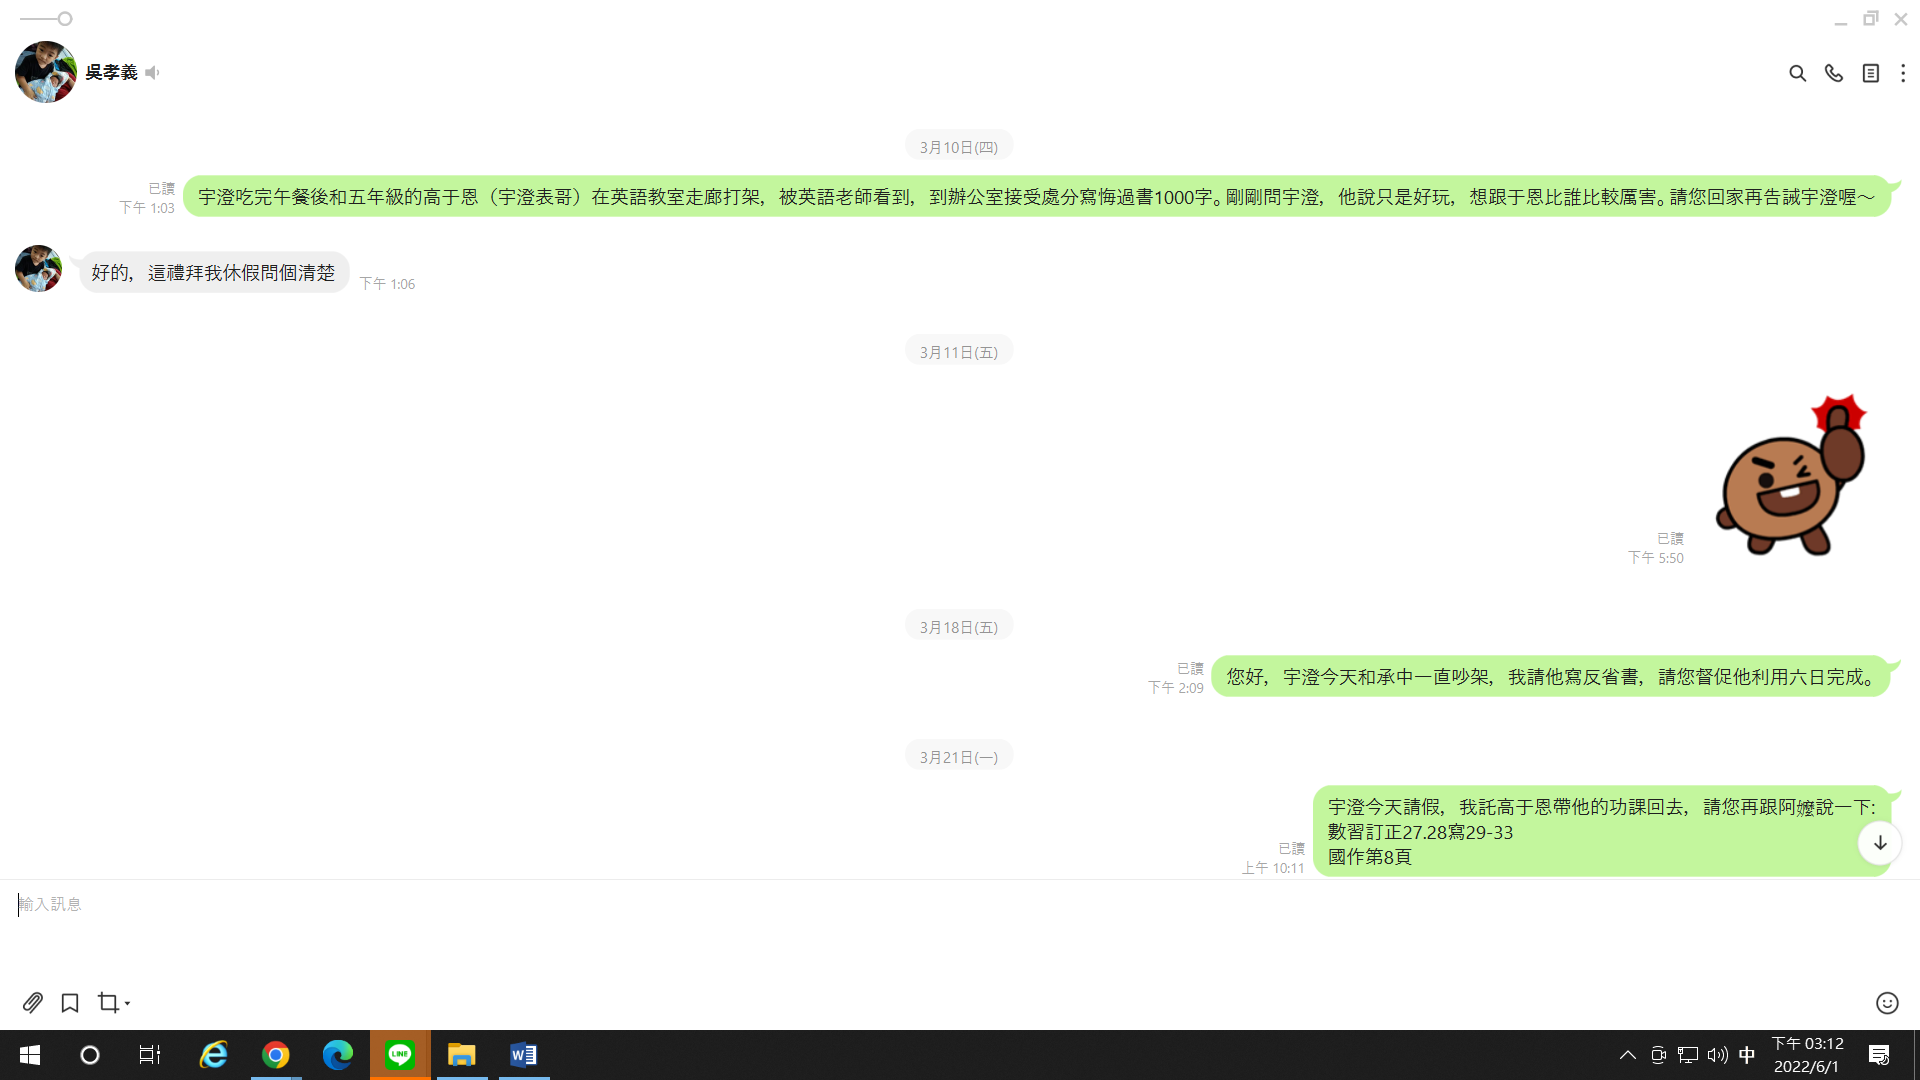 吳孝義
3月10日(四)
已讀
下午 1:03
宇澄吃完午餐後和五年級的高于恩（宇澄表哥）在英語教室走廊打架，被英語老師看到，到辦公室接受處分寫悔過書1000字。剛剛問宇澄，他說只是好玩，想跟于恩比誰比較厲害。請您回家再告誡宇澄喔～
好的，這禮拜我休假問個清楚
下午 1:06
3月11日(五)
已讀
下午 5:50
3月18日(五)
已讀
下午 2:09
您好，宇澄今天和承中一直吵架，我請他寫反省書，請您督促他利用六日完成。
3月21日(一)
宇澄今天請假，我託高于恩帶他的功課回去，請您再跟阿嬤說一下:
數習訂正27.28寫29-33
國作第8頁
已讀
上午 10:11
輸入訊息
LINE
中
下午 03:12
2022/6/1